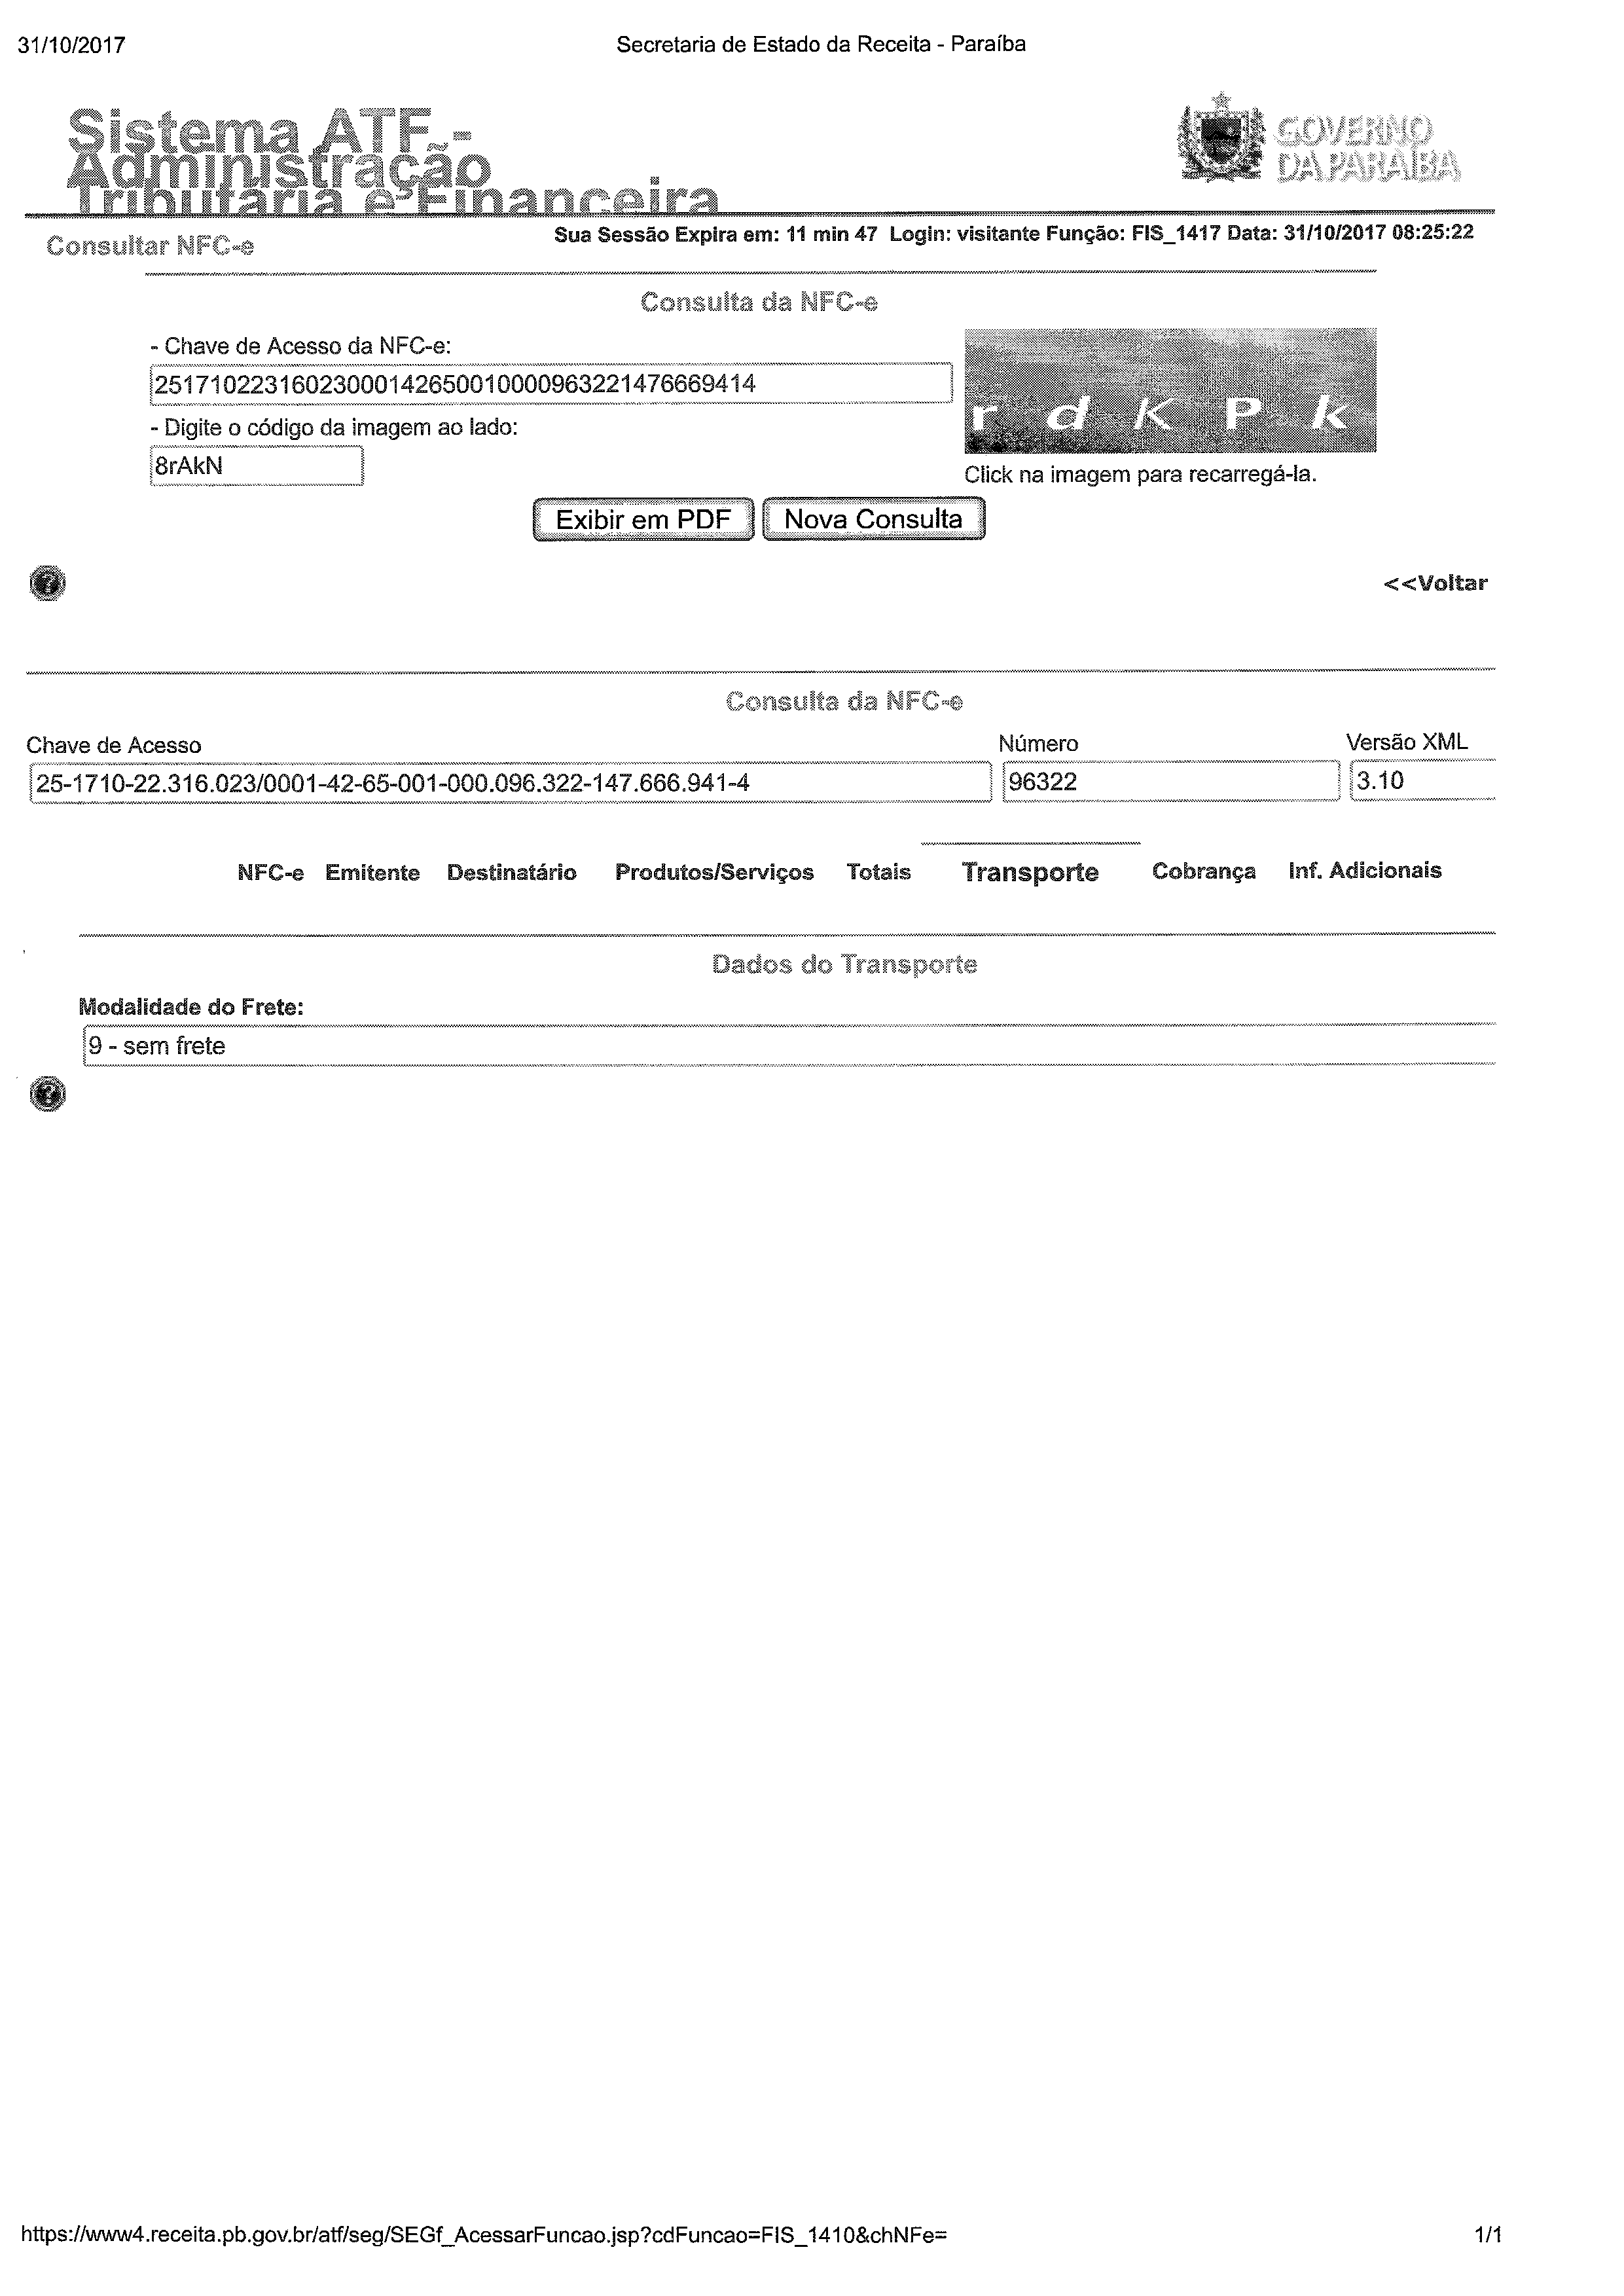 31/10/2017 Secretaria de Estado da Receita - Paraíba
Sistema ATF -
Administração
Tributária e Financeira
GOVERNO
DA PARAÍBA
Consultar NFC-e
Sua Sessão Expira em: 11 min 47 Login: visitante Função: FIS_1417 Data: 31/10/2017 08:25:22
Consulta da NFC-e
- Chave de Acesso da NFC-e:
25171022316023000142650010000963221476669414
- Digite o código da imagem ao lado:
8rAkN
r d K P k
Click na imagem para recarregá-la.
Exibir em PDF Nova Consulta
<<Voltar
Consulta da NFC-e
Chave de Acesso Número Versão XML
25-1710-22.316.023/0001-42-65-001-000.096.322-147.666.941-4 96322 3.10
NFC-e Emitente Destinatário Produtos/Serviços Totais Transporte Cobrança Inf. Adicionais
Dados do Transporte
Modalidade do Frete:
9 - sem frete
https://www4.receita.pb.gov.br/atf/seg/SEGf_AcessarFuncao.jsp?cdFuncao=FIS_1410&chNFe= 1/1